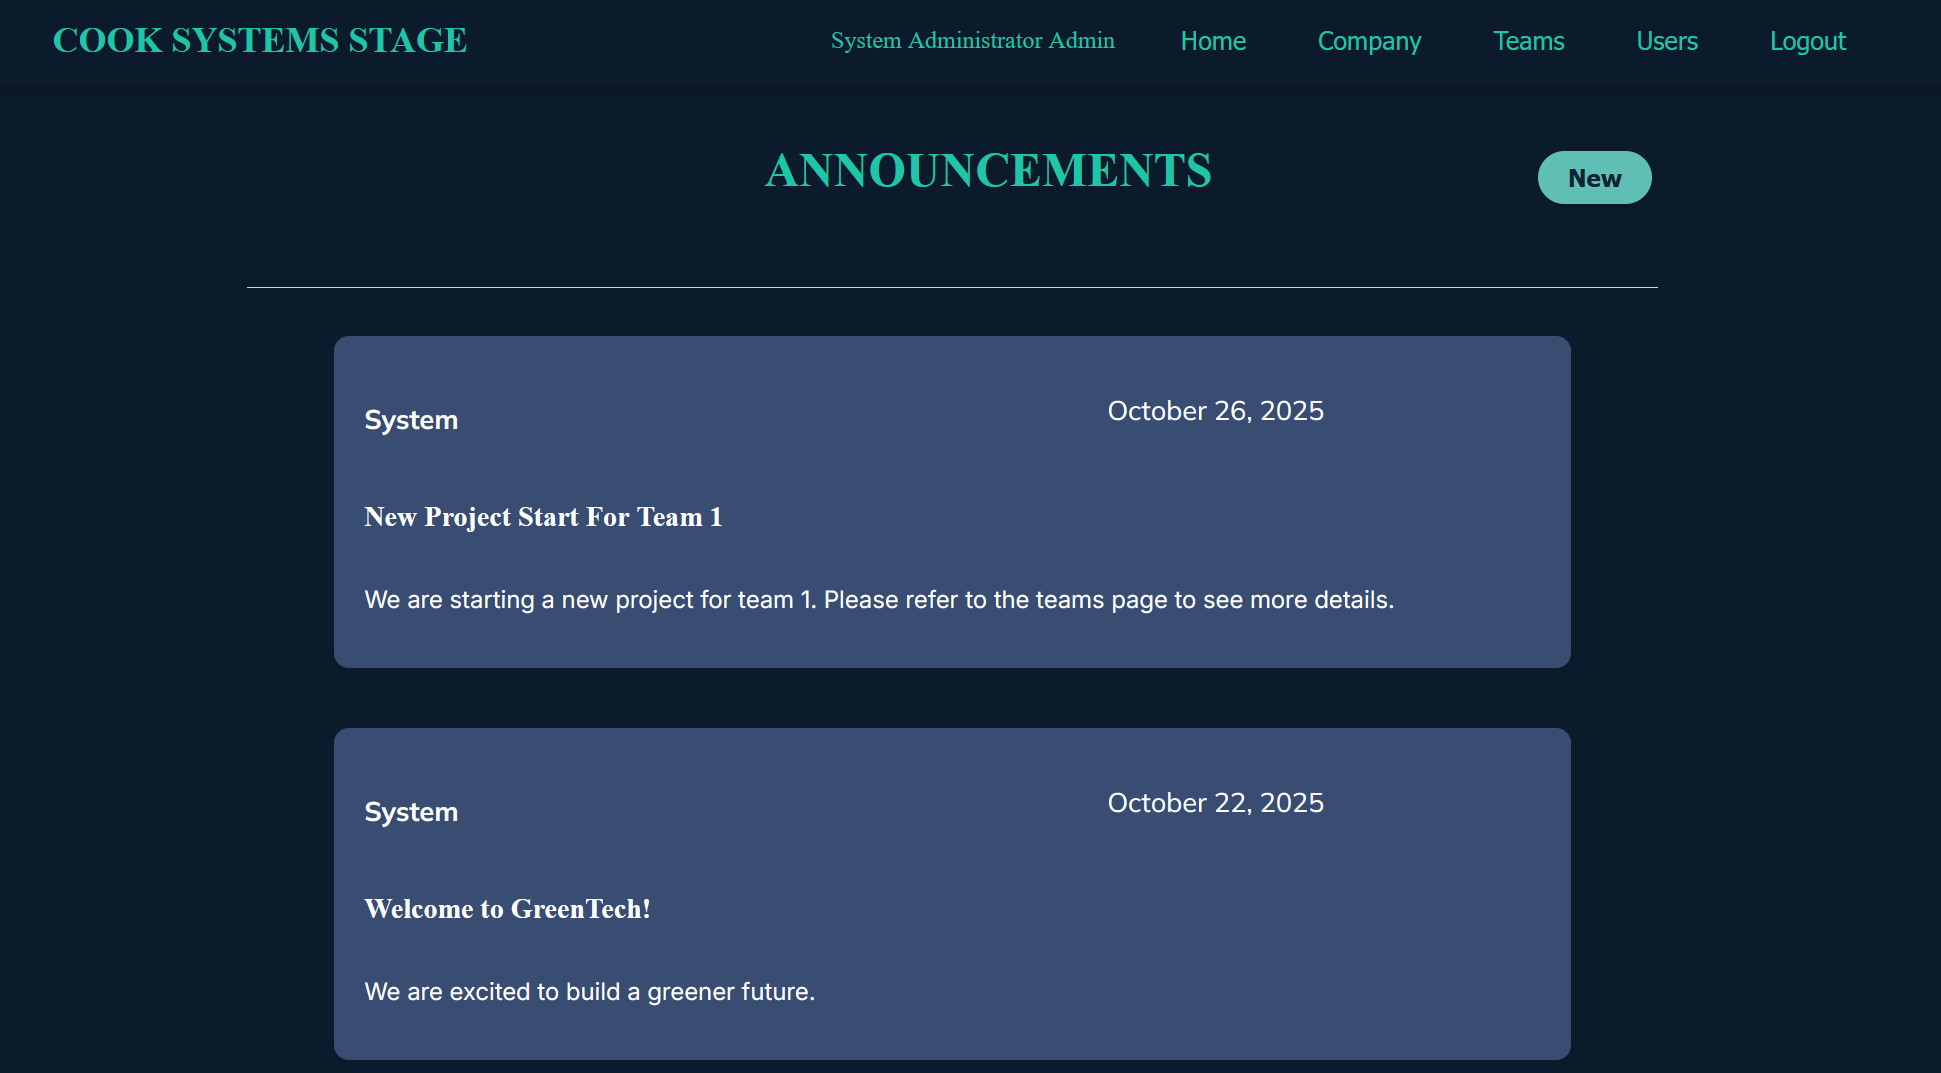 COOK SYSTEMS STAGE
System Administrator Admin
Home
Company
Teams
Users
Logout
ANNOUNCEMENTS
New
System
October 26, 2025
New Project Start For Team 1
We are starting a new project for team 1. Please refer to the teams page to see more details.
System
October 22, 2025
Welcome to GreenTech!
We are excited to build a greener future.